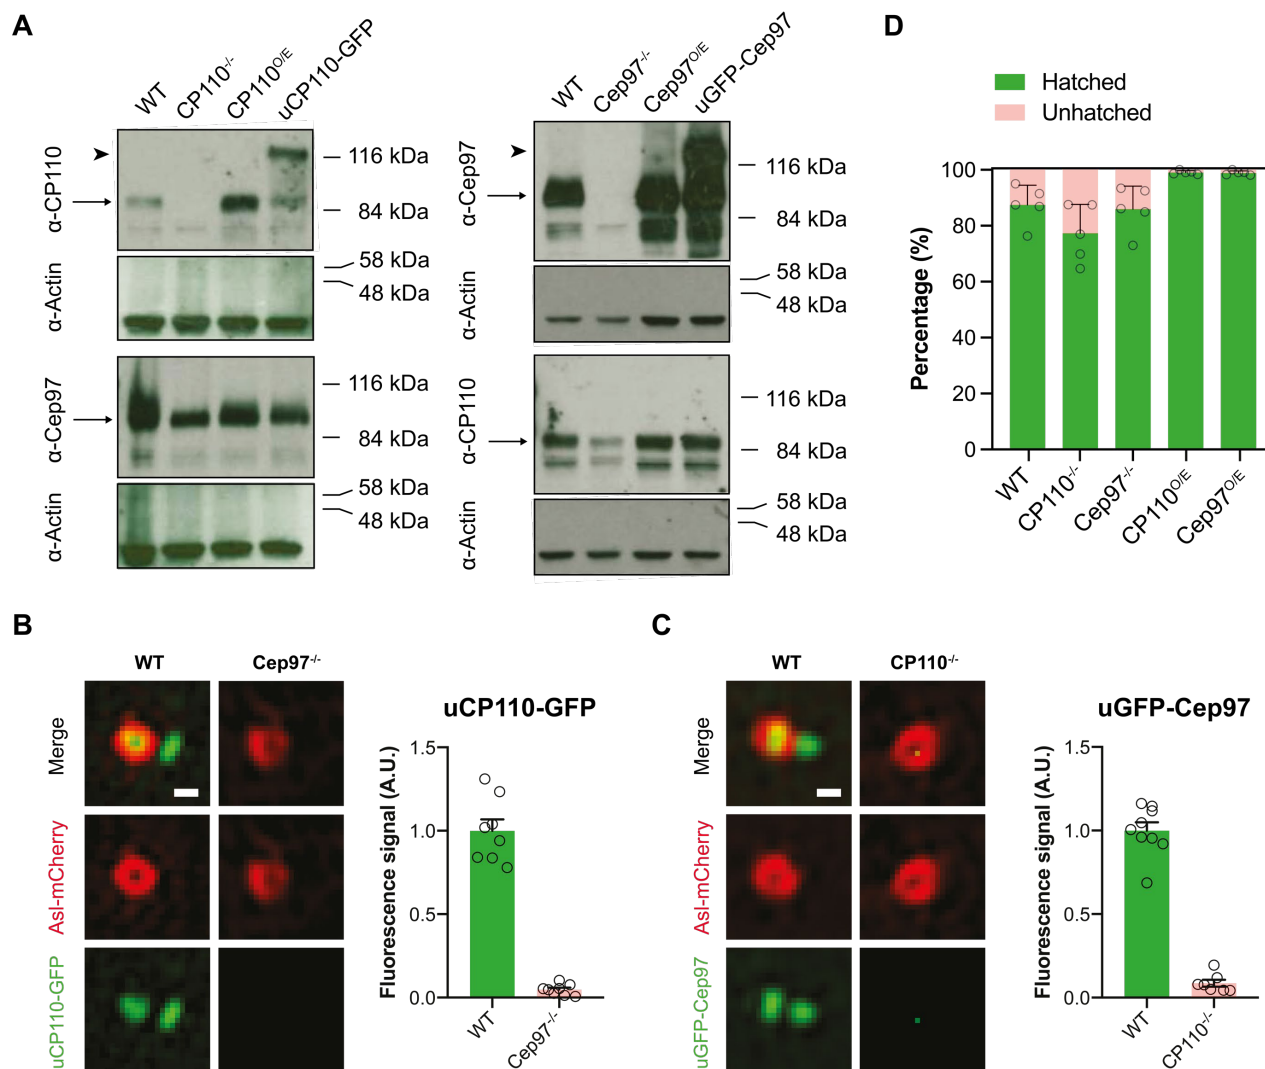 A
WT
CP110-/-
CP110O/E
uCP110-GFP
α-CP110
116 kDa
84 kDa
α-Actin
58 kDa
48 kDa
α-Cep97
116 kDa
84 kDa
α-Actin
58 kDa
48 kDa
WT
Cep97-/-
Cep97O/E
uGFP-Cep97
α-Cep97
116 kDa
84 kDa
α-Actin
58 kDa
48 kDa
α-CP110
116 kDa
84 kDa
α-Actin
58 kDa
48 kDa
D
Hatched
Unhatched
Percentage (%)
100
80
60
40
20
0
WT
CP110-/-
Cep97-/-
CP110O/E
Cep97O/E
B
WT
Cep97-/-
Merge
Asl-mCherry
uCP110-GFP
uCP110-GFP
Fluorescence signal (A.U.)
1.5
1.0
0.5
0.0
WT
Cep97-/-
C
WT
CP110-/-
Merge
Asl-mCherry
uGFP-Cep97
uGFP-Cep97
Fluorescence signal (A.U.)
1.5
1.0
0.5
0.0
WT
CP110-/-